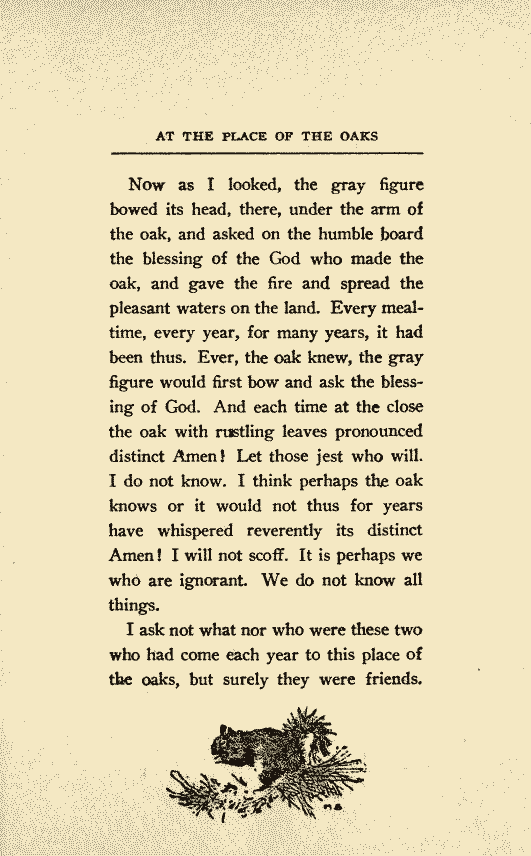 AT THE PLACE OF THE OAKS
Now as I looked, the gray figure
bowed its head, there, under the arm of
the oak, and asked on the humble board
the blessing of the God who made the
oak, and gave the fire and spread the
pleasant waters on the land. Every meal-
time, every year, for many years, it had
been thus. Ever, the oak knew, the gray
figure would first bow and ask the bless-
ing of God. And each time at the close
the oak with rustling leaves pronounced
distinct Amen! Let those jest who will.
I do not know. I think perhaps the oak
knows or it would not thus for years
have whispered reverently its distinct
Amen! I will not scoff. It is perhaps we
who are ignorant. We do not know all
things.
I ask not what nor who were these two
who had come each year to this place of
the oaks, but surely they were friends.